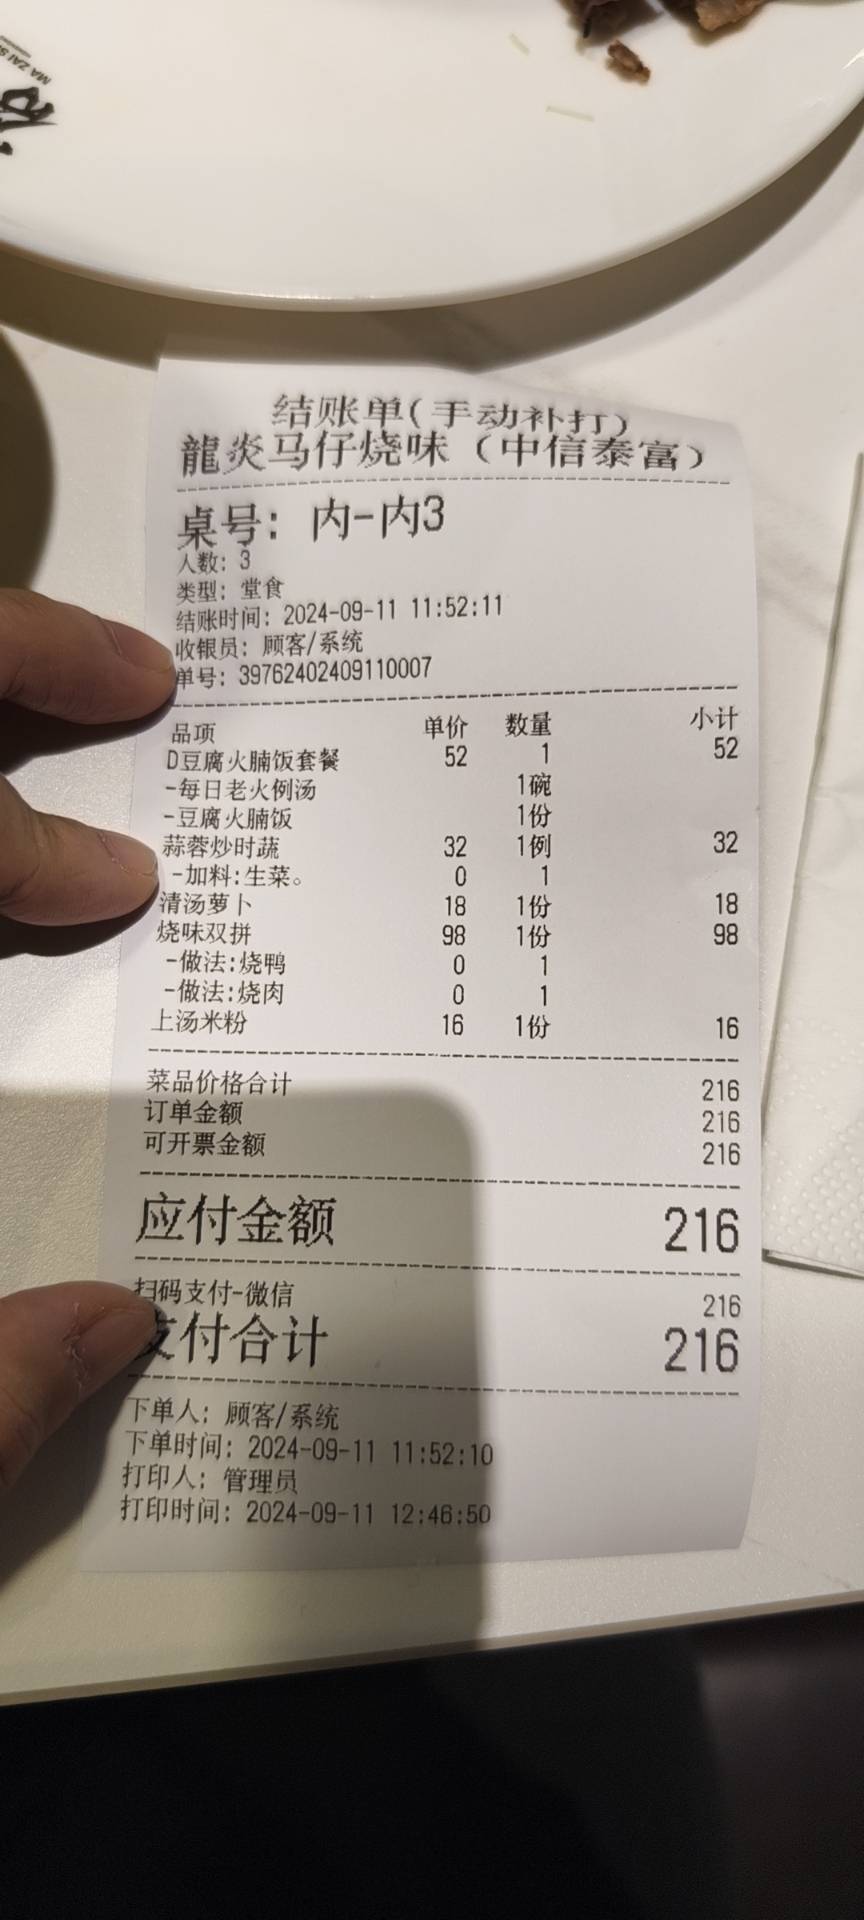 MA ZAI S
结账单(手动补打)
龍炎马仔烧味（中信泰富）
桌号: 内-内3
人数: 3
类型: 堂食
结账时间: 2024-09-11 11:52:11
收银员: 顾客/系统
单号: 39762402409110007
品项 单价 数量 小计
D豆腐火腩饭套餐 52 1 52
-每日老火例汤 1碗
-豆腐火腩饭 1份
蒜蓉炒时蔬 32 1例 32
-加料:生菜。 0 1
清汤萝卜 18 1份 18
烧味双拼 98 1份 98
-做法:烧鸭 0 1
-做法:烧肉 0 1
上汤米粉 16 1份 16
菜品价格合计 216
订单金额 216
可开票金额 216
应付金额 216
扫码支付-微信 216
支付合计 216
下单人: 顾客/系统
下单时间: 2024-09-11 11:52:10
打印人: 管理员
打印时间: 2024-09-11 12:46:50